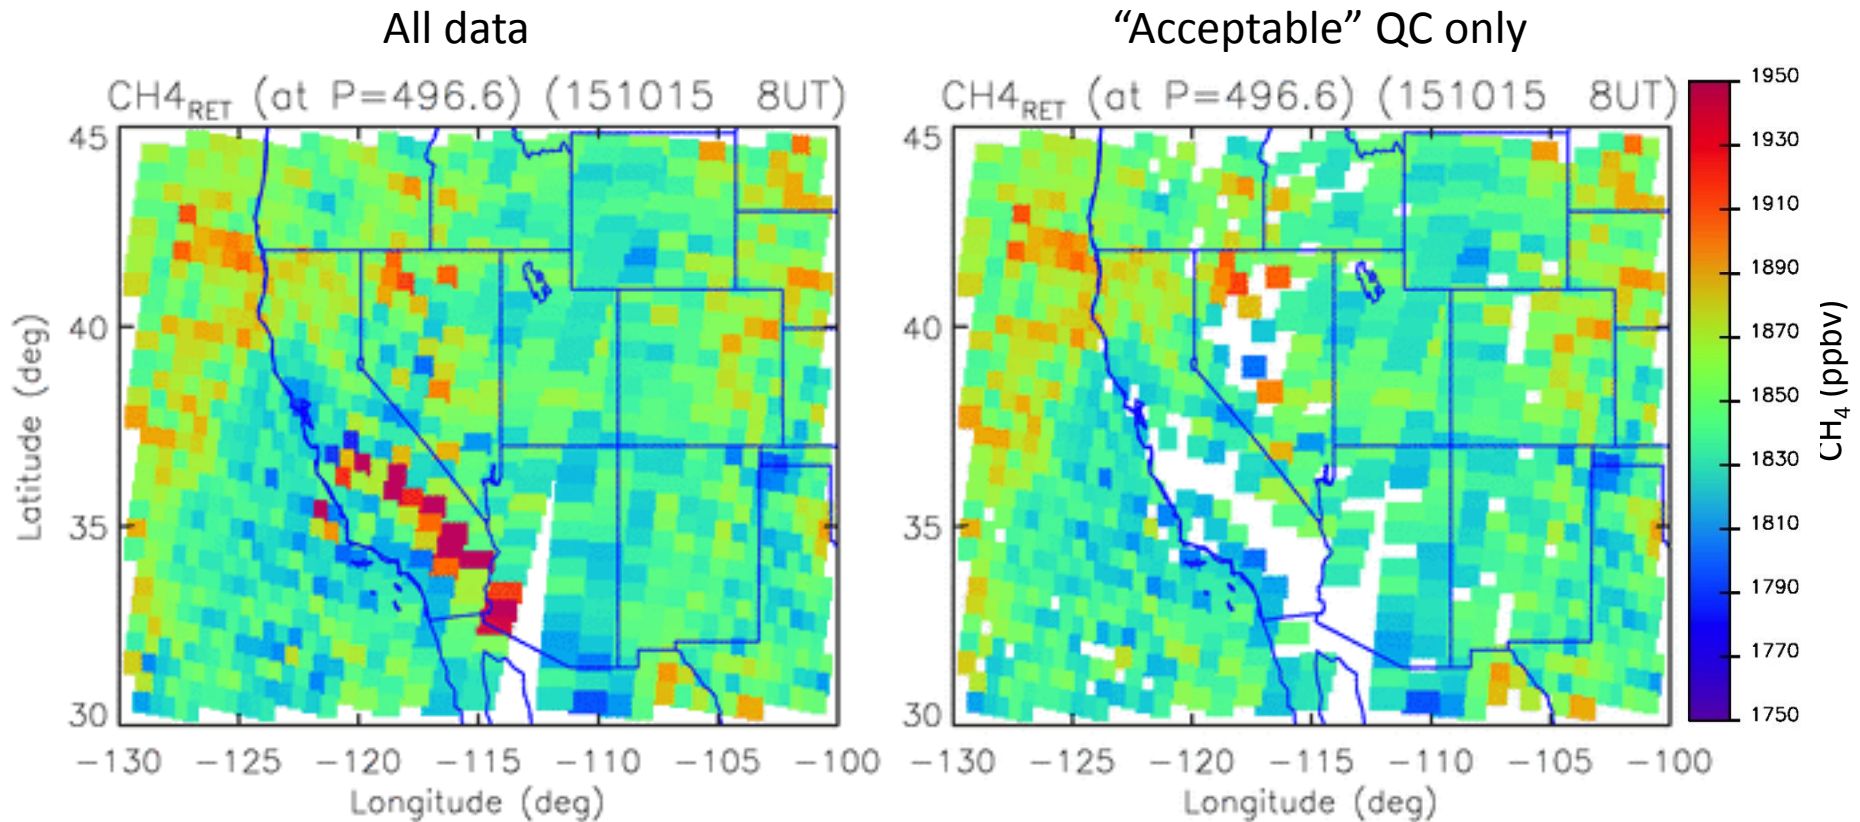 All data
“Acceptable” QC only
CH4RET (at P=496.6) (151015 8UT)
CH4RET (at P=496.6) (151015 8UT)
45
40
35
30
Latitude (deg)
-130 -125 -120 -115 -110 -105 -100
Longitude (deg)
45
40
35
30
-130 -125 -120 -115 -110 -105 -100
Longitude (deg)
1950
1930
1910
1890
1870
1850
1830
1810
1790
1770
1750
CH4 (ppbv)